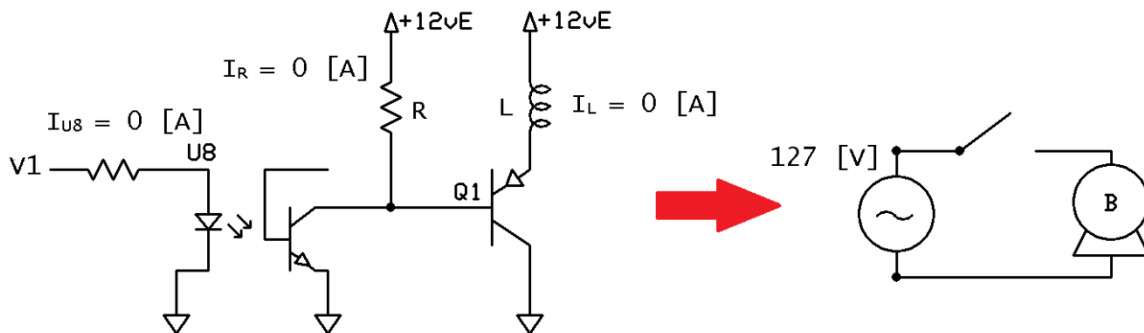 +12vE
+12vE
IR = 0 [A]
R
L
IL = 0 [A]
IU8 = 0 [A]
U8
V1
Q1
127 [V]
B